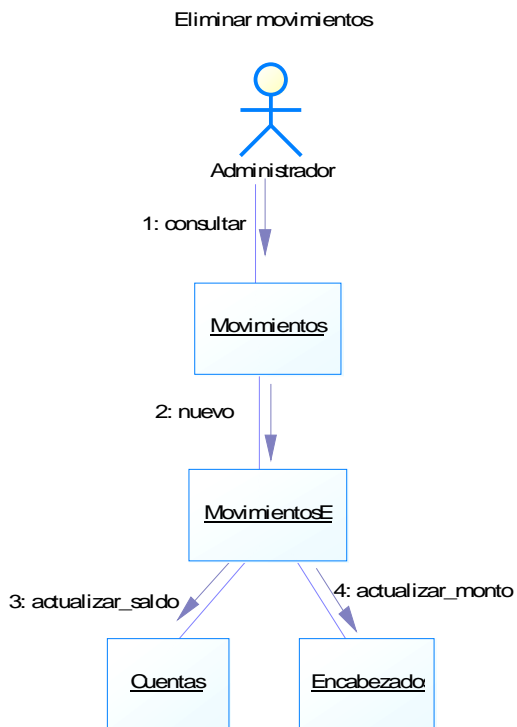 Eliminar movimientos
Administrador
1: consultar
Movimientos
2: nuevo
MovimientosE
3: actualizar_saldo
4: actualizar_monto
Cuentas
Encabezado